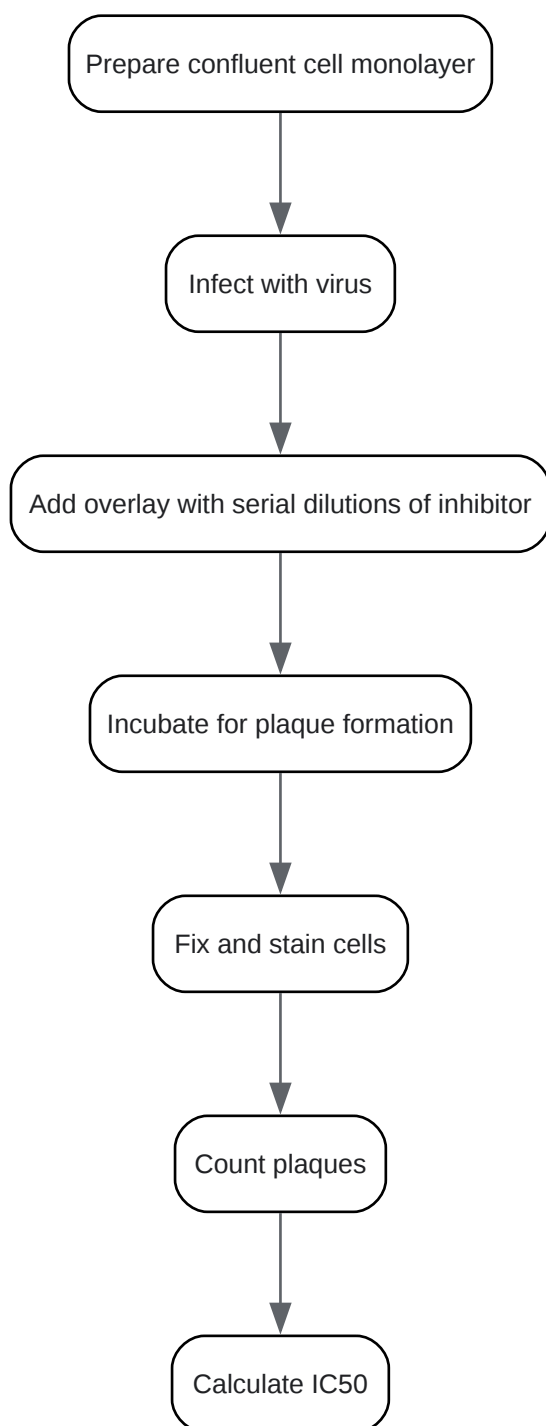 Prepare confluent cell monolayer
Infect with virus
Add overlay with serial dilutions of inhibitor
Incubate for plaque formation
Fix and stain cells
Count plaques
Calculate IC50